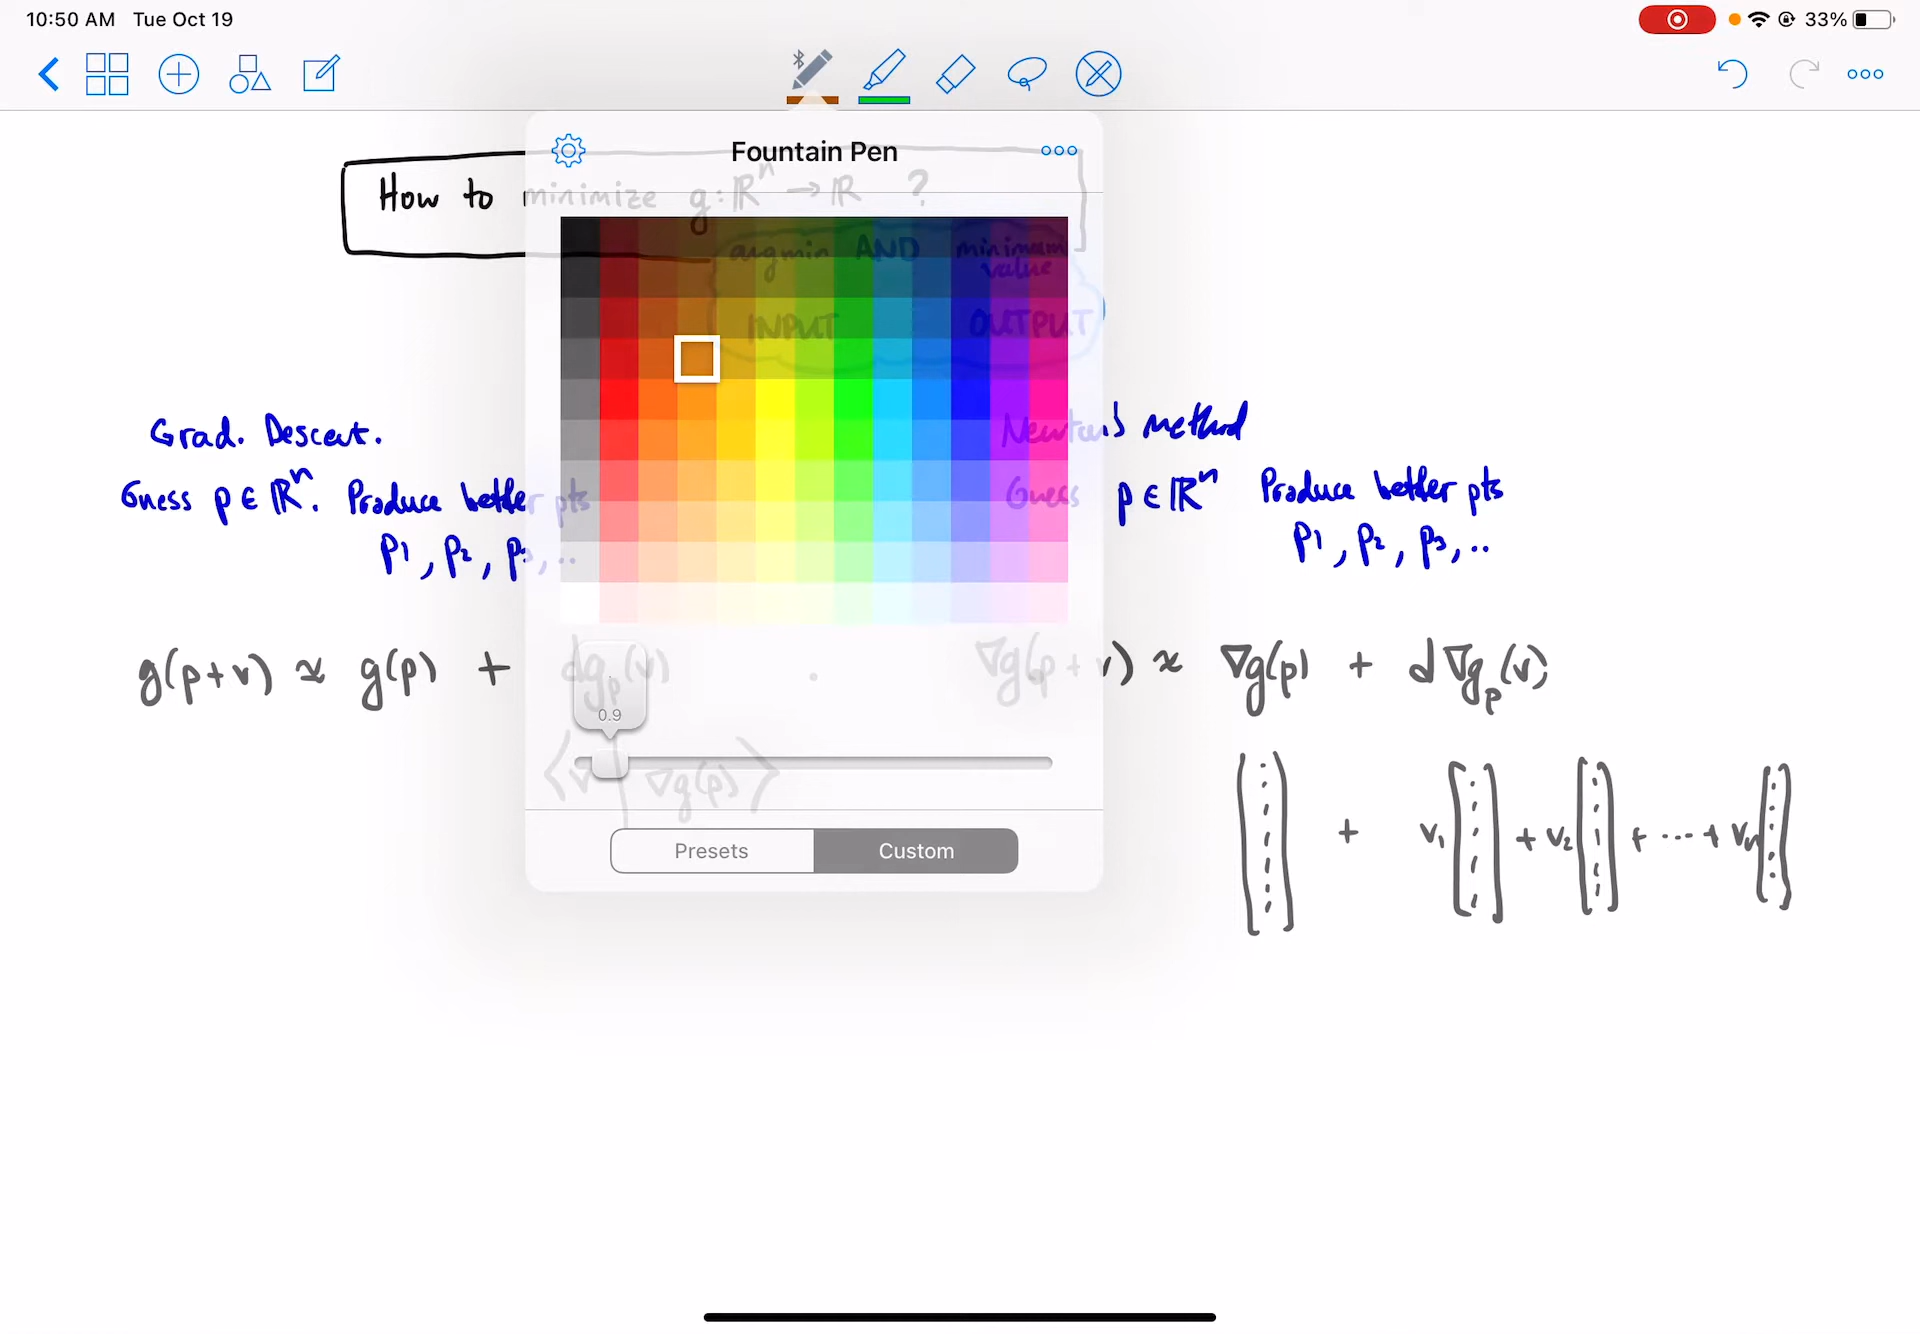 10:50 AM Tue Oct 19 33%
Fountain Pen
How to minimize g: ℝⁿ → ℝ ?
argmin AND minimum value
INPUT OUTPUT
Grad. Descent.
Guess p ∈ ℝⁿ. Produce better pts
p₁, p₂, p₃, ..
Newton's method
Guess p ∈ ℝⁿ Produce better pts
p₁, p₂, p₃, ..
g(p+v) ≈ g(p) + dgₚ(v)
⟨v | ∇g(p)⟩
∇g(p+v) ≈ ∇g(p) + d∇gₚ(v)
[⋮] + v₁[⋮] + v₂[⋮] + ⋯ + vₙ[⋮]
0.9
Presets Custom